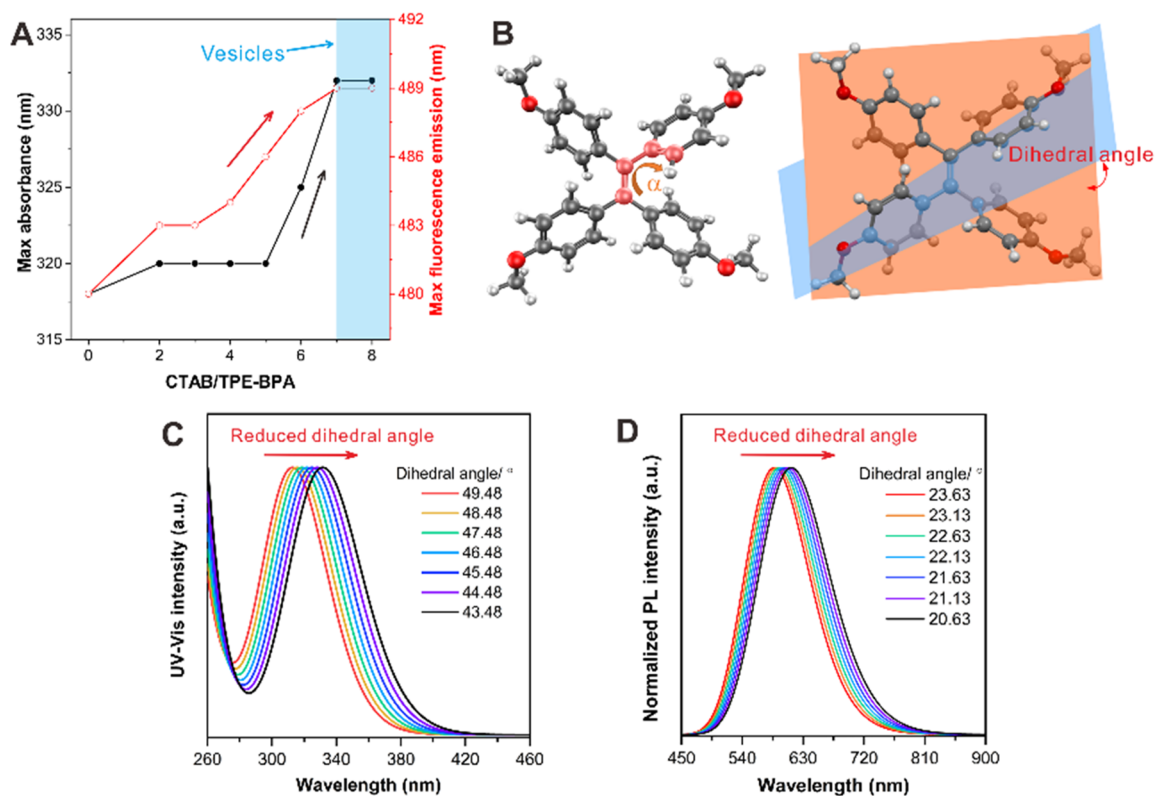 A
Max absorbance (nm)
335
330
325
320
315
Vesicles
492
489
486
483
480
Max fluorescence emission (nm)
0 2 4 6 8
CTAB/TPE-BPA
B
α
Dihedral angle
C
UV-Vis intensity (a.u.)
Reduced dihedral angle
Dihedral angle/ °
49.48
48.48
47.48
46.48
45.48
44.48
43.48
260 300 340 380 420 460
Wavelength (nm)
D
Normalized PL intensity (a.u.)
Reduced dihedral angle
Dihedral angle/ °
23.63
23.13
22.63
22.13
21.63
21.13
20.63
450 540 630 720 810 900
Wavelength (nm)